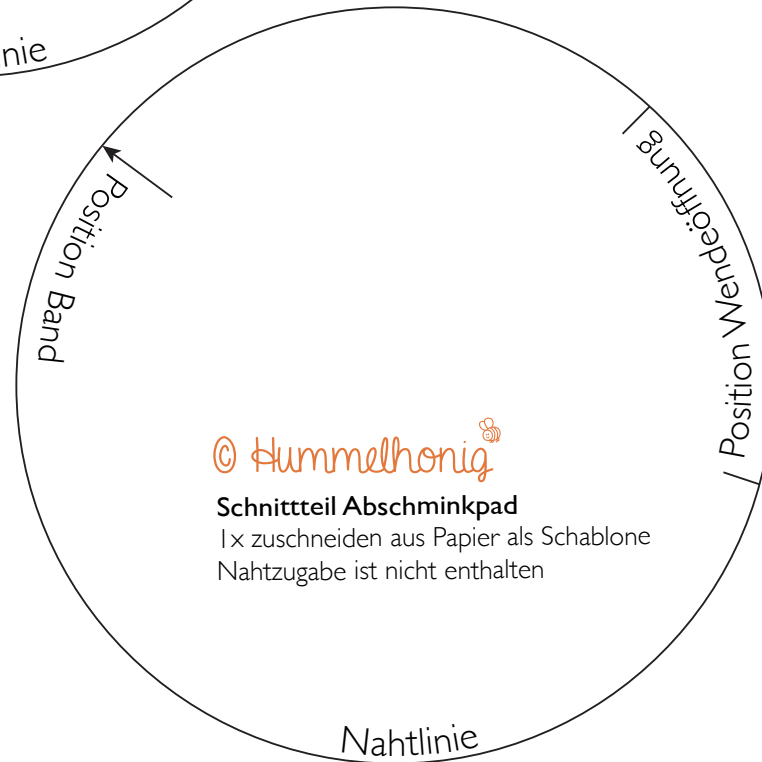 nie
Position Band
Position Wendeöffnung
© Hummelhonig
Schnittteil Abschminkpad
1x zuschneiden aus Papier als Schablone
Nahtzugabe ist nicht enthalten
Nahtlinie